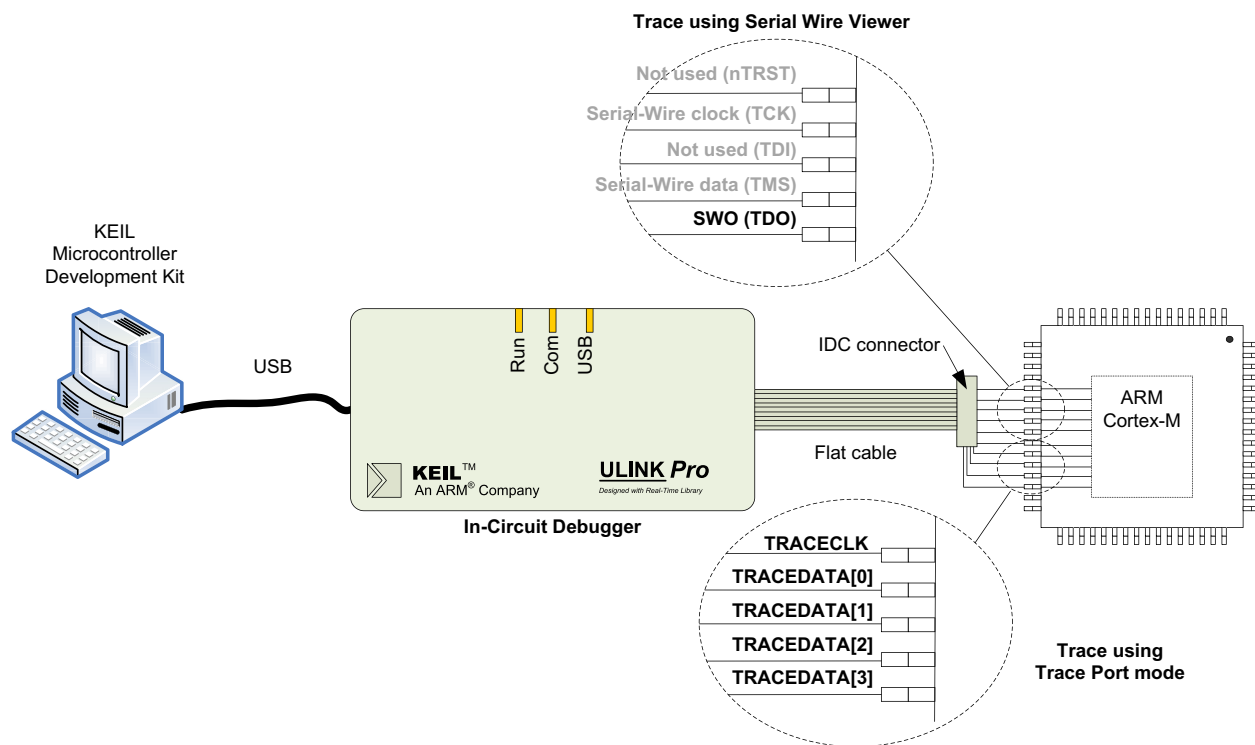 Trace using Serial Wire Viewer
Not used (nTRST)
Serial-Wire clock (TCK)
Not used (TDI)
Serial-Wire data (TMS)
SWO (TDO)
KEIL
Microcontroller
Development Kit
USB
Run
Com
USB
KEIL™
An ARM® Company
ULINK Pro
Designed with Real-Time Library
In-Circuit Debugger
IDC connector
Flat cable
ARM
Cortex-M
TRACECLK
TRACEDATA[0]
TRACEDATA[1]
TRACEDATA[2]
TRACEDATA[3]
Trace using
Trace Port mode